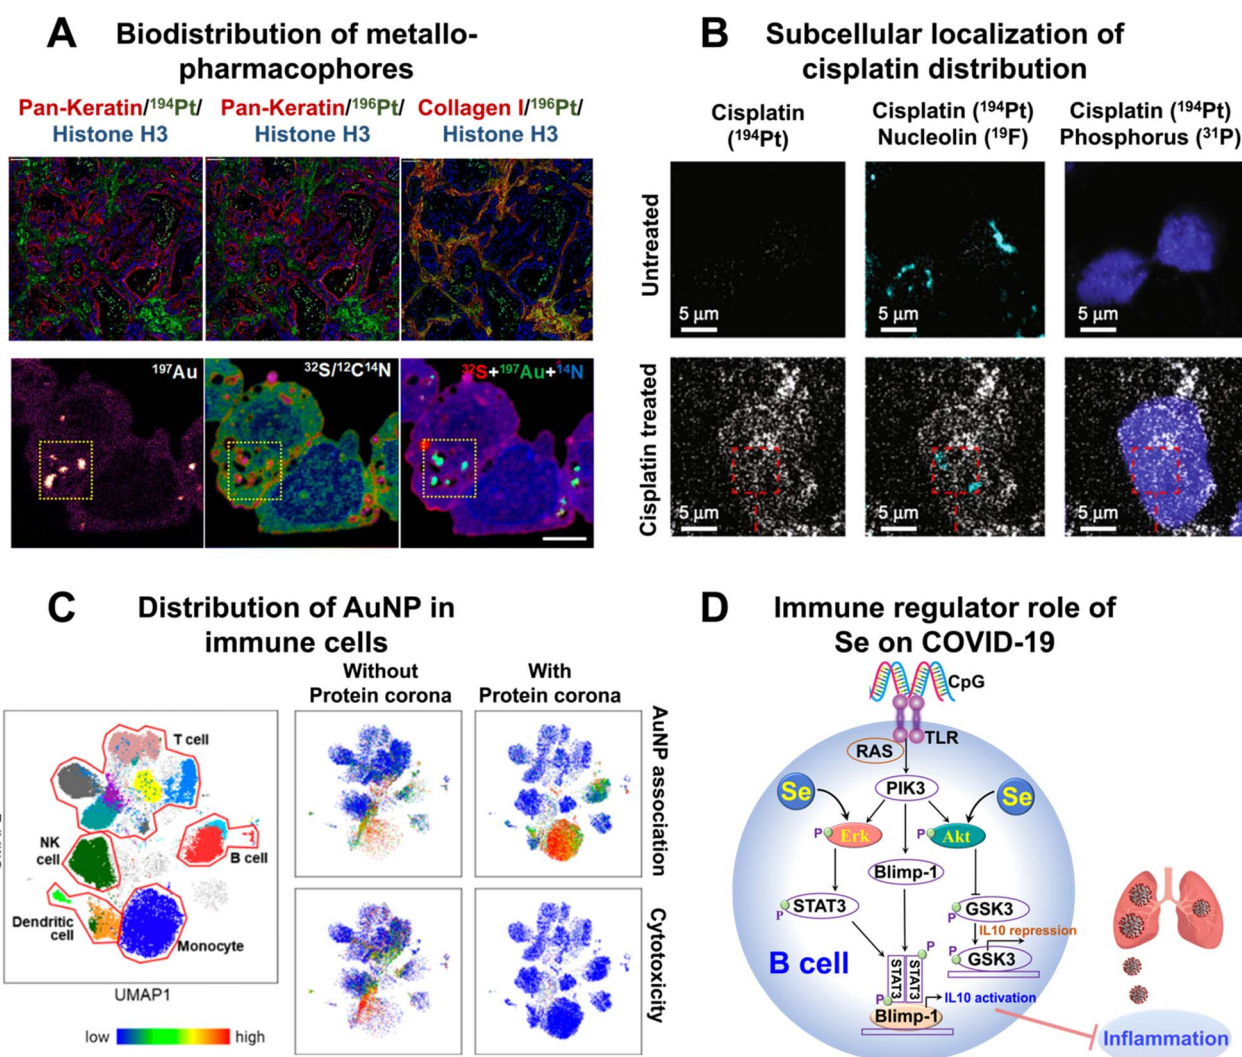 A
Biodistribution of metallo-
pharmacophores
Pan-Keratin/¹⁹⁴Pt/
Histone H3
Pan-Keratin/¹⁹⁶Pt/
Histone H3
Collagen I/¹⁹⁶Pt/
Histone H3
¹⁹⁷Au
³²S/¹²C¹⁴N
³²S+¹⁹⁷Au+¹⁴N
B
Subcellular localization of
cisplatin distribution
Cisplatin
(¹⁹⁴Pt)
Cisplatin (¹⁹⁴Pt)
Nucleolin (¹⁹F)
Cisplatin (¹⁹⁴Pt)
Phosphorus (³¹P)
Untreated
5 µm
5 µm
5 µm
Cisplatin treated
5 µm
5 µm
5 µm
C
Distribution of AuNP in
immune cells
Without
Protein corona
With
Protein corona
T cell
NK
cell
B cell
Dendritic
cell
Monocyte
UMAP1
low
high
AuNP association
Cytotoxicity
D
Immune regulator role of
Se on COVID-19
CpG
TLR
RAS
PIK3
Se
Se
P
Erk
P
Akt
Blimp-1
STAT3
P
GSK3
P
IL10 repression
P
GSK3
B cell
STAT3
STAT3
P
P
IL10 activation
Blimp-1
Inflammation